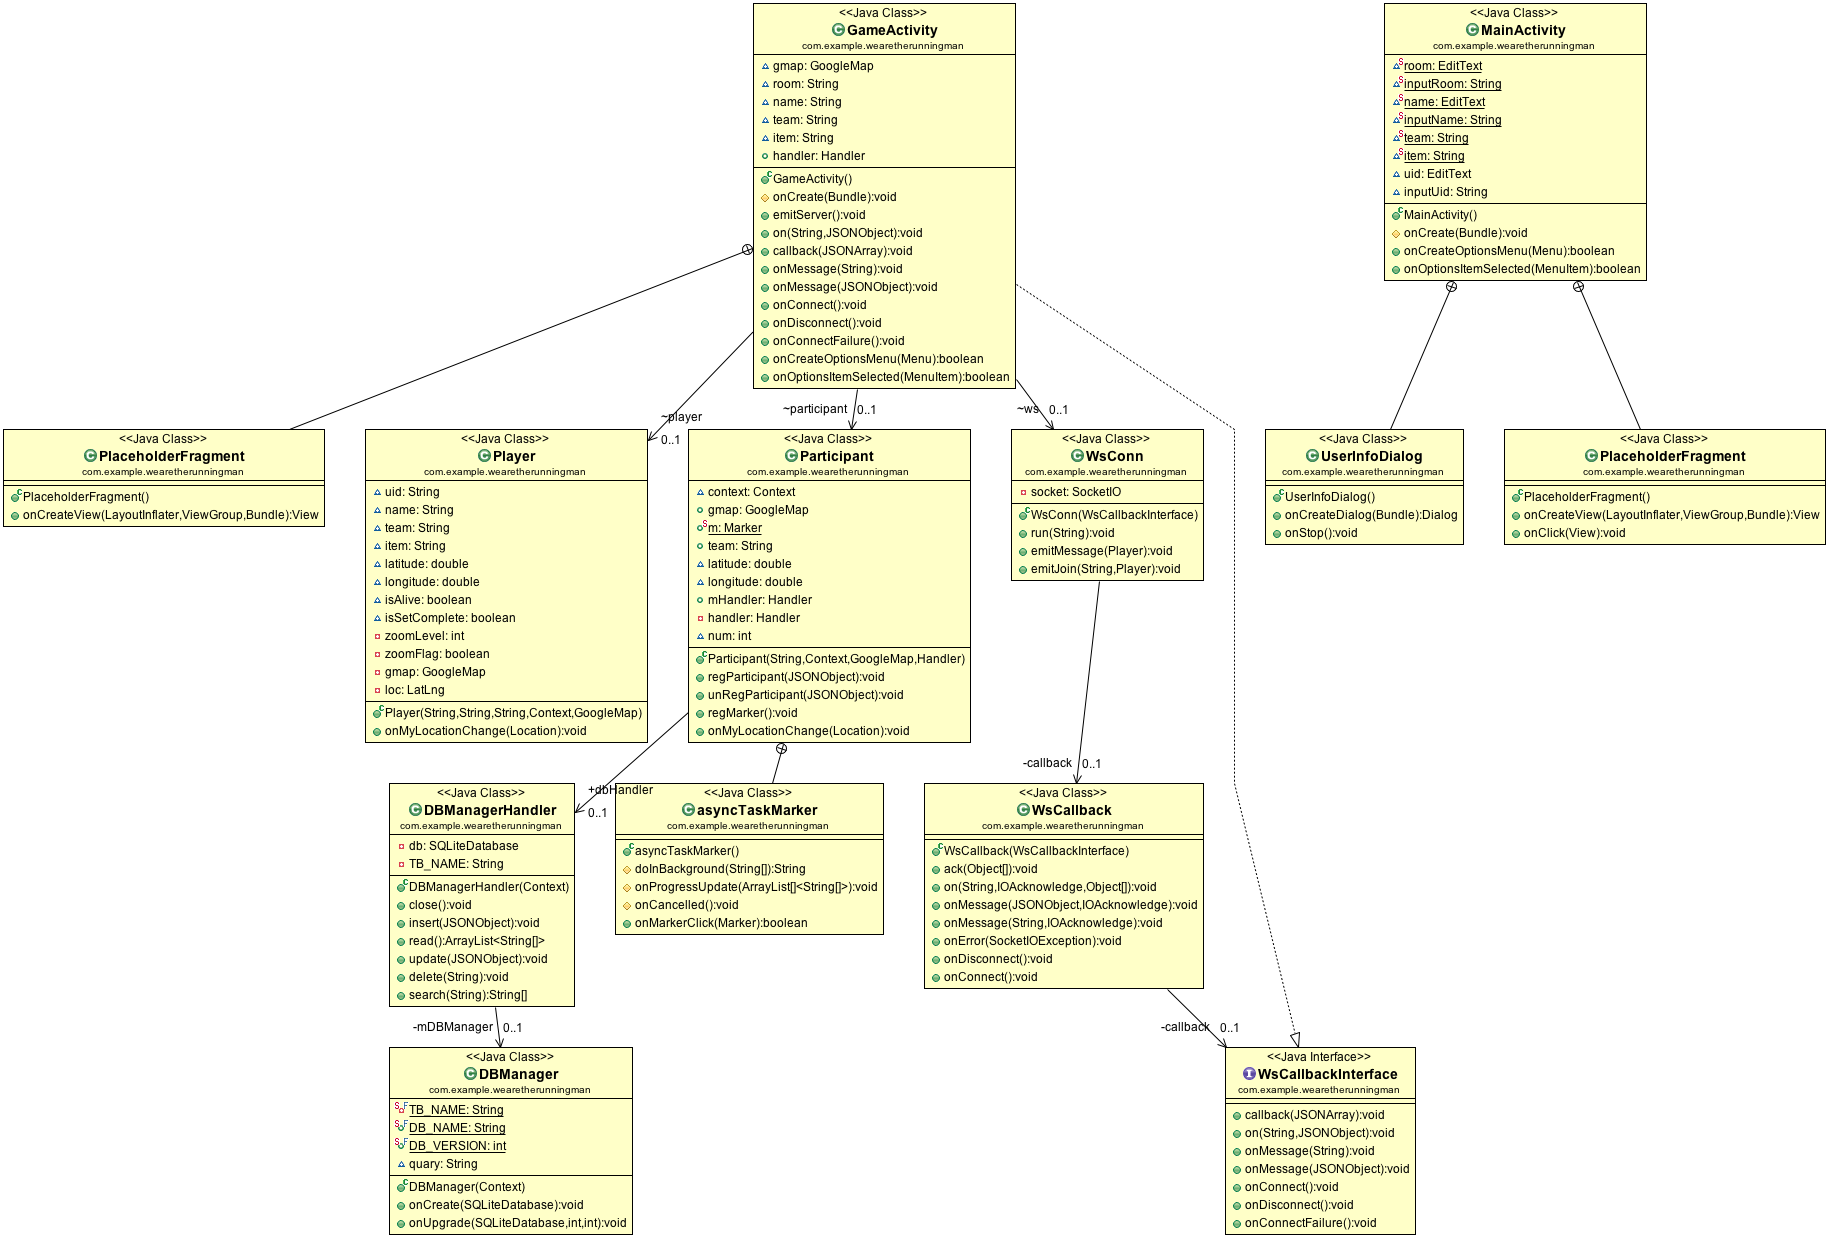 <<Java Class>>
GameActivity
com.example.wearetherunningman
gmap: GoogleMap
room: String
name: String
team: String
item: String
handler: Handler
GameActivity()
onCreate(Bundle):void
emitServer():void
on(String,JSONObject):void
callback(JSONArray):void
onMessage(String):void
onMessage(JSONObject):void
onConnect():void
onDisconnect():void
onConnectFailure():void
onCreateOptionsMenu(Menu):boolean
onOptionsItemSelected(MenuItem):boolean
<<Java Class>>
MainActivity
com.example.wearetherunningman
room: EditText
inputRoom: String
name: EditText
inputName: String
team: String
item: String
uid: EditText
inputUid: String
MainActivity()
onCreate(Bundle):void
onCreateOptionsMenu(Menu):boolean
onOptionsItemSelected(MenuItem):boolean
~player
0..1
~participant
0..1
~ws
0..1
<<Java Class>>
PlaceholderFragment
com.example.wearetherunningman
PlaceholderFragment()
onCreateView(LayoutInflater,ViewGroup,Bundle):View
<<Java Class>>
Player
com.example.wearetherunningman
uid: String
name: String
team: String
item: String
latitude: double
longitude: double
isAlive: boolean
isSetComplete: boolean
zoomLevel: int
zoomFlag: boolean
gmap: GoogleMap
loc: LatLng
Player(String,String,String,Context,GoogleMap)
onMyLocationChange(Location):void
<<Java Class>>
Participant
com.example.wearetherunningman
context: Context
gmap: GoogleMap
m: Marker
team: String
latitude: double
longitude: double
mHandler: Handler
handler: Handler
num: int
Participant(String,Context,GoogleMap,Handler)
regParticipant(JSONObject):void
unRegParticipant(JSONObject):void
regMarker():void
onMyLocationChange(Location):void
<<Java Class>>
WsConn
com.example.wearetherunningman
socket: SocketIO
WsConn(WsCallbackInterface)
run(String):void
emitMessage(Player):void
emitJoin(String,Player):void
<<Java Class>>
UserInfoDialog
com.example.wearetherunningman
UserInfoDialog()
onCreateDialog(Bundle):Dialog
onStop():void
<<Java Class>>
PlaceholderFragment
com.example.wearetherunningman
PlaceholderFragment()
onCreateView(LayoutInflater,ViewGroup,Bundle):View
onClick(View):void
+dbHandler
0..1
-callback
0..1
<<Java Class>>
DBManagerHandler
com.example.wearetherunningman
db: SQLiteDatabase
TB_NAME: String
DBManagerHandler(Context)
close():void
insert(JSONObject):void
read():ArrayList<String[]>
update(JSONObject):void
delete(String):void
search(String):String[]
<<Java Class>>
asyncTaskMarker
com.example.wearetherunningman
asyncTaskMarker()
doInBackground(String[]):String
onProgressUpdate(ArrayList[]<String[]>):void
onCancelled():void
onMarkerClick(Marker):boolean
<<Java Class>>
WsCallback
com.example.wearetherunningman
WsCallback(WsCallbackInterface)
ack(Object[]):void
on(String,IOAcknowledge,Object[]):void
onMessage(JSONObject,IOAcknowledge):void
onMessage(String,IOAcknowledge):void
onError(SocketIOException):void
onDisconnect():void
onConnect():void
-mDBManager
0..1
-callback
0..1
<<Java Class>>
DBManager
com.example.wearetherunningman
TB_NAME: String
DB_NAME: String
DB_VERSION: int
quary: String
DBManager(Context)
onCreate(SQLiteDatabase):void
onUpgrade(SQLiteDatabase,int,int):void
<<Java Interface>>
WsCallbackInterface
com.example.wearetherunningman
callback(JSONArray):void
on(String,JSONObject):void
onMessage(String):void
onMessage(JSONObject):void
onConnect():void
onDisconnect():void
onConnectFailure():void